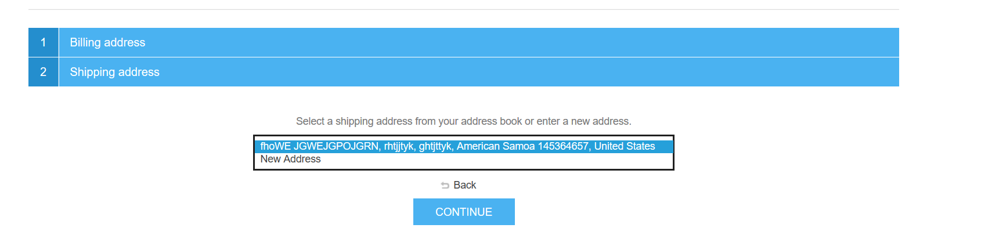 1 Billing address
2 Shipping address
Select a shipping address from your address book or enter a new address.
fhoWE JGWEJGPOJGRN, rhtjjtyk, ghtjttyk, American Samoa 145364657, United States
New Address
Back
CONTINUE